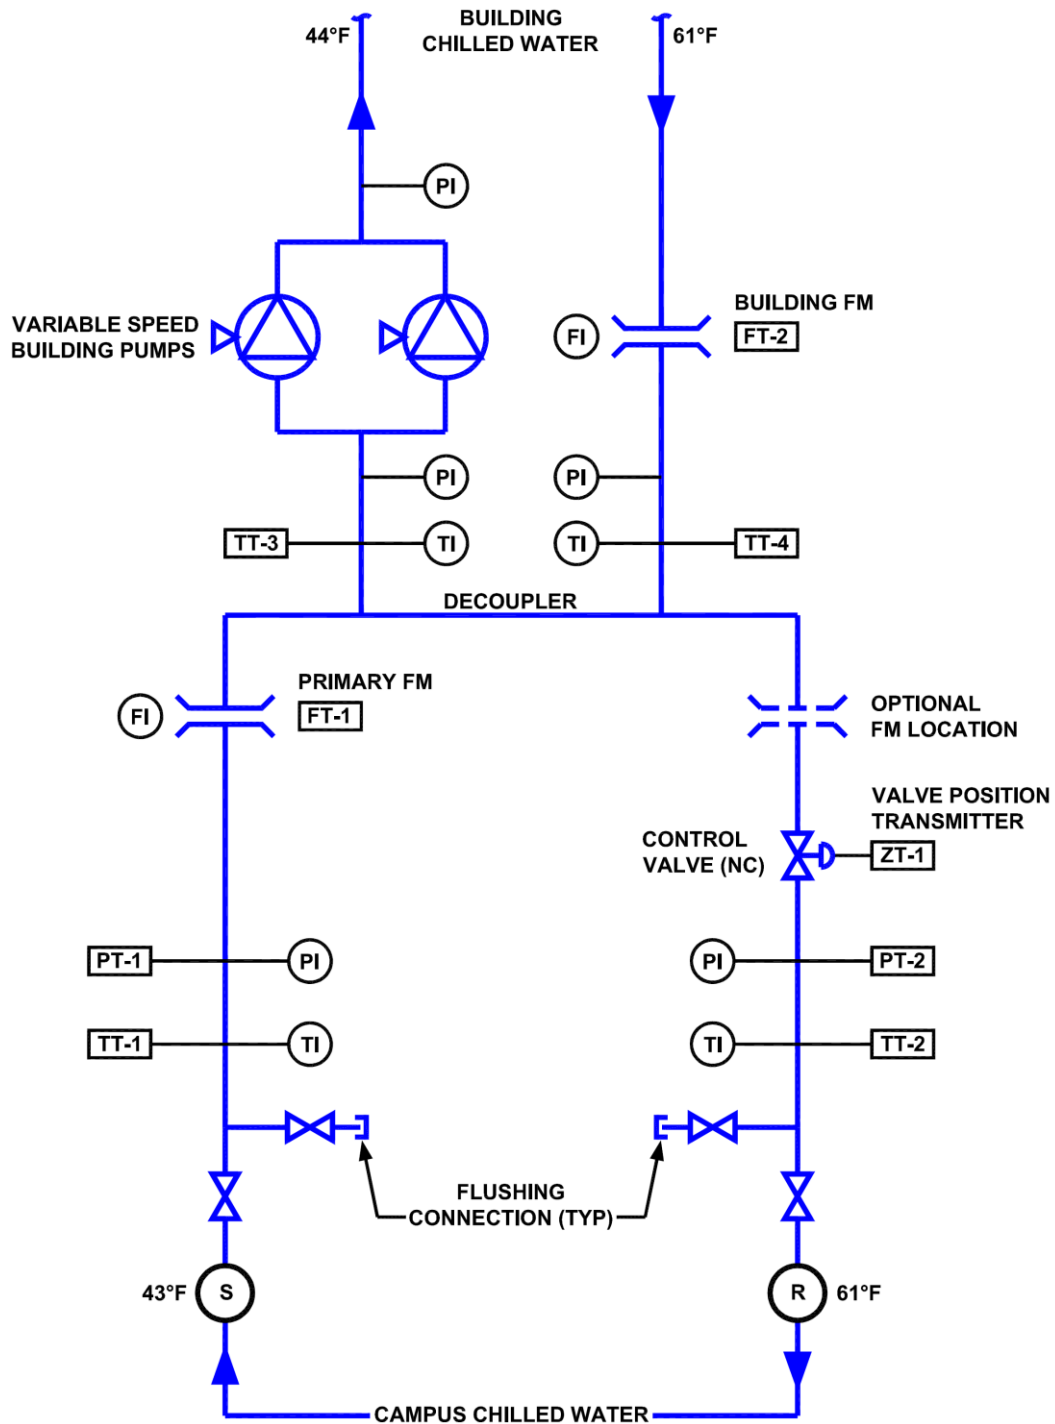 BUILDING
CHILLED WATER
44°F
61°F
PI
VARIABLE SPEED
BUILDING PUMPS
FI
BUILDING FM
FT-2
PI
PI
TT-3
TI
TI
TT-4
DECOUPLER
FI
PRIMARY FM
FT-1
OPTIONAL
FM LOCATION
CONTROL
VALVE (NC)
VALVE POSITION
TRANSMITTER
ZT-1
PT-1
PI
PI
PT-2
TT-1
TI
TI
TT-2
FLUSHING
CONNECTION (TYP)
43°F
S
R
61°F
CAMPUS CHILLED WATER